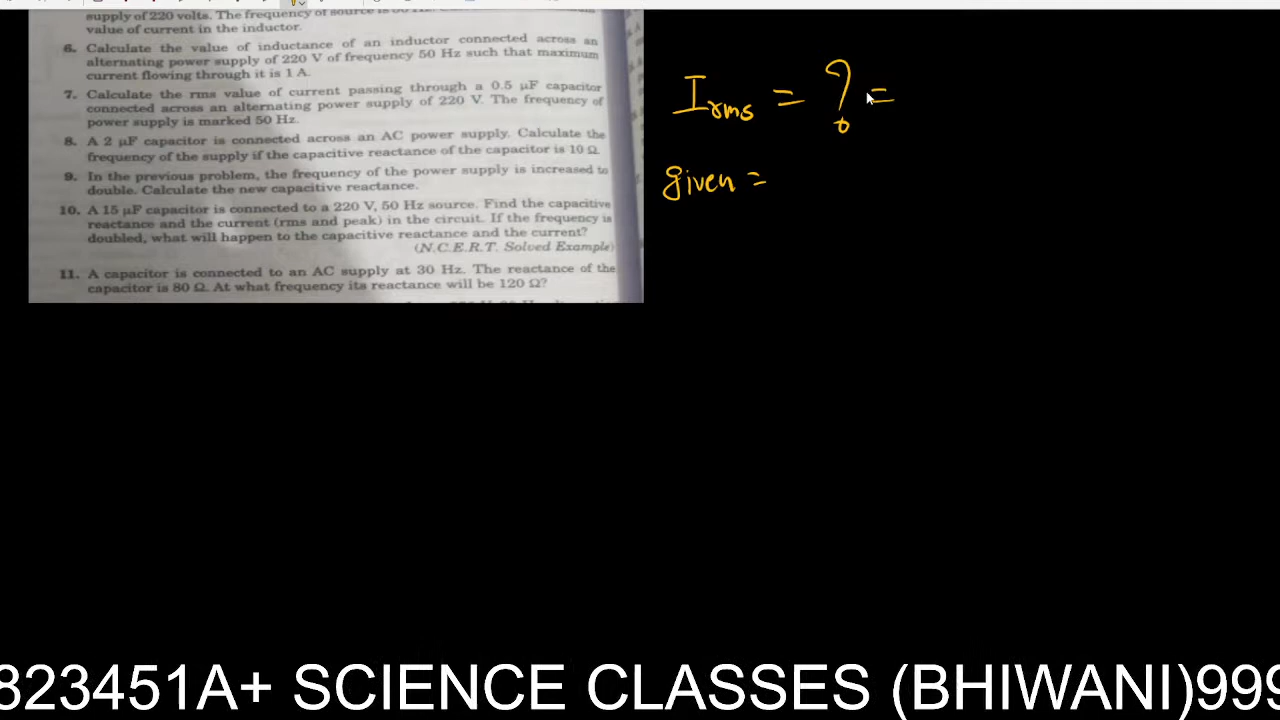 supply of 220 volts. The frequency of source is
value of current in the inductor.
6. Calculate the value of inductance of an inductor connected across an
alternating power supply of 220 V of frequency 50 Hz such that maximum
current flowing through it is 1 A.
7. Calculate the rms value of current passing through a 0.5 µF capacitor
connected across an alternating power supply of 220 V. The frequency of
power supply is marked 50 Hz.
8. A 2 µF capacitor is connected across an AC power supply. Calculate the
frequency of the supply if the capacitive reactance of the capacitor is 10 Ω.
9. In the previous problem, the frequency of the power supply is increased to
double. Calculate the new capacitive reactance.
10. A 15 µF capacitor is connected to a 220 V, 50 Hz source. Find the capacitive
reactance and the current (rms and peak) in the circuit. If the frequency is
doubled, what will happen to the capacitive reactance and the current?
(N.C.E.R.T. Solved Example)
11. A capacitor is connected to an AC supply at 30 Hz. The reactance of the
capacitor is 80 Ω. At what frequency its reactance will be 120 Ω?
Irms = ? =
given =
823451A+ SCIENCE CLASSES (BHIWANI)999